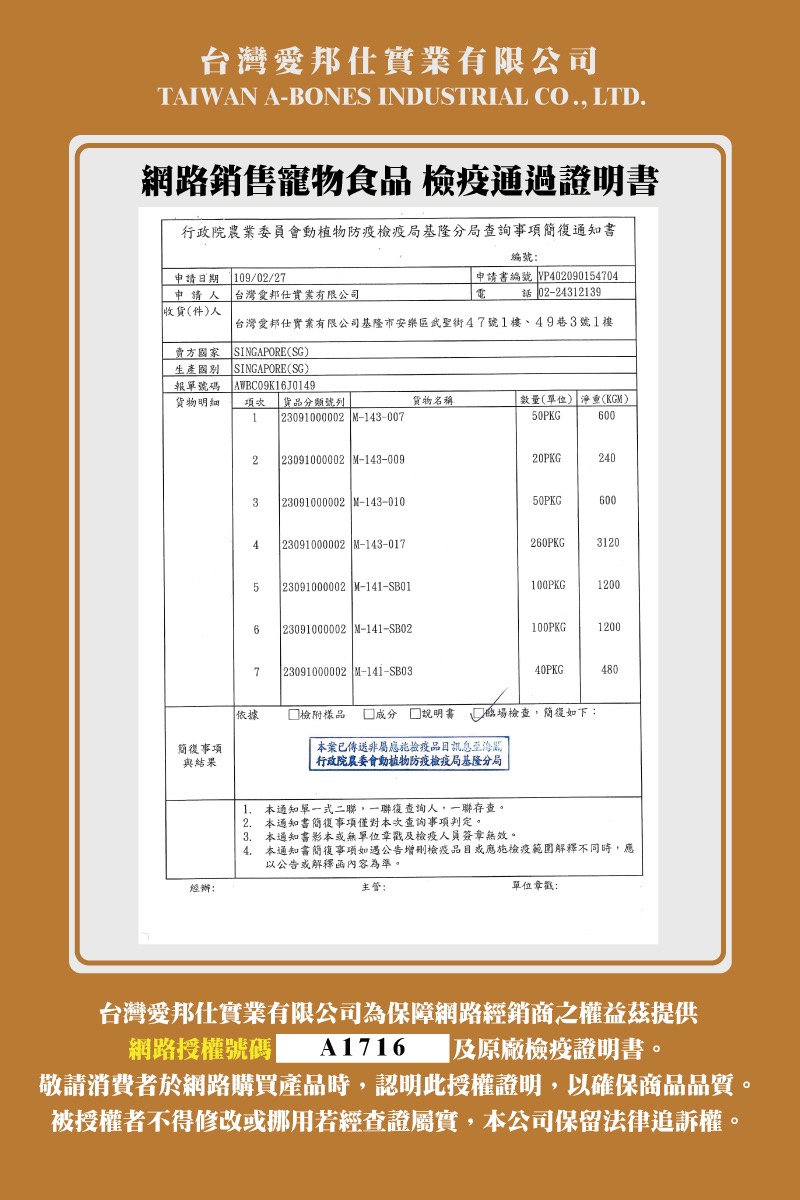 台灣愛邦仕實業有限公司
TAIWAN A-BONES INDUSTRIAL CO., LTD.
網路銷售寵物食品 檢疫通過證明書
行政院農業委員會動植物防疫檢疫局基隆分局查詢事項簡復通知書
編號:
申請日期 109/02/27 申請書編號 VP402090154704
申請人 台灣愛邦仕實業有限公司 電話 02-24312139
收貨(件)人
台灣愛邦仕實業有限公司基隆市安樂區武聖街47號1樓、49巷3號1樓
賣方國家 SINGAPORE(SG)
生產國別 SINGAPORE(SG)
報單號碼 AWBC09K16J0149
貨物明細 項次 貨品分類號列 貨物名稱 數量(單位) 淨重(KGM)
1 23091000002 M-143-007 50PKG 600
2 23091000002 M-143-009 20PKG 240
3 23091000002 M-143-010 50PKG 600
4 23091000002 M-143-017 260PKG 3120
5 23091000002 M-141-SB01 100PKG 1200
6 23091000002 M-141-SB02 100PKG 1200
7 23091000002 M-141-SB03 40PKG 480
依據 □檢附樣品 □成分 □說明書 ☑臨場檢查，簡復如下：
簡復事項
與結果
本案已傳送非屬應施檢疫品目訊息至海關
行政院農委會動植物防疫檢疫局基隆分局
1. 本通知單一式二聯，一聯復查詢人，一聯存查。
2. 本通知書簡復事項僅對本次查詢事項判定。
3. 本通知書影本或無單位章戳及檢疫人員簽章無效。
4. 本通知書簡復事項如遇公告增刪檢疫品目或應施檢疫範圍解釋不同時，應
以公告或解釋函內容為準。
經辦: 主管: 單位章戳:
台灣愛邦仕實業有限公司為保障網路經銷商之權益茲提供
網路授權號碼 A1716 及原廠檢疫證明書。
敬請消費者於網路購買產品時，認明此授權證明，以確保商品品質。
被授權者不得修改或挪用若經查證屬實，本公司保留法律追訴權。